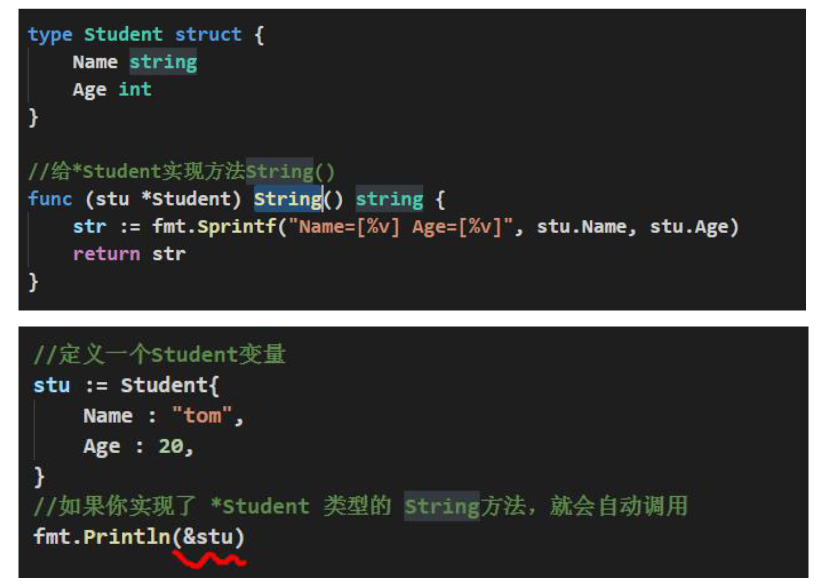 type Student struct {
Name string
Age int
}
//给*Student实现方法String()
func (stu *Student) String() string {
str := fmt.Sprintf("Name=[%v] Age=[%v]", stu.Name, stu.Age)
return str
}
//定义一个Student变量
stu := Student{
Name : "tom",
Age : 20,
}
//如果你实现了 *Student 类型的 String方法，就会自动调用
fmt.Println(&stu)